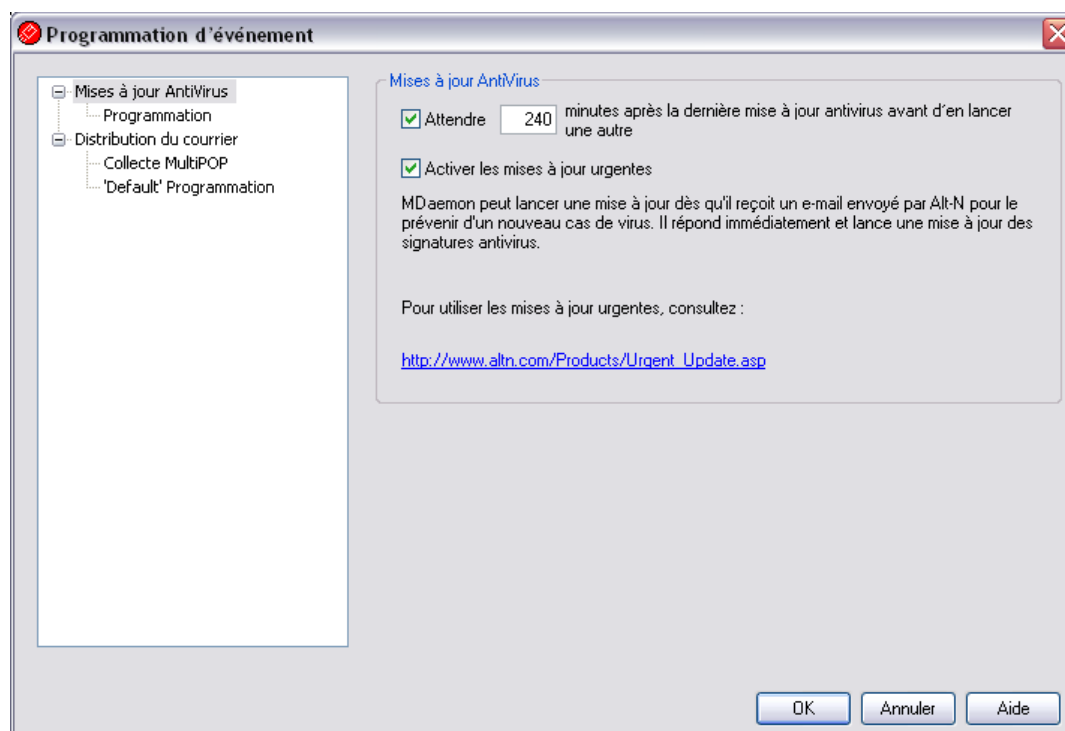 Programmation d'événement
Mises à jour AntiVirus
Programmation
Distribution du courrier
Collecte MultiPOP
'Default' Programmation
Mises à jour AntiVirus
Attendre 240 minutes après la dernière mise à jour antivirus avant d'en lancer
une autre
Activer les mises à jour urgentes
MDaemon peut lancer une mise à jour dès qu'il reçoit un e-mail envoyé par Alt-N pour le
prévenir d'un nouveau cas de virus. Il répond immédiatement et lance une mise à jour des
signatures antivirus.
Pour utiliser les mises à jour urgentes, consultez :
http://www.altn.com/Products/Urgent_Update.asp
OK
Annuler
Aide